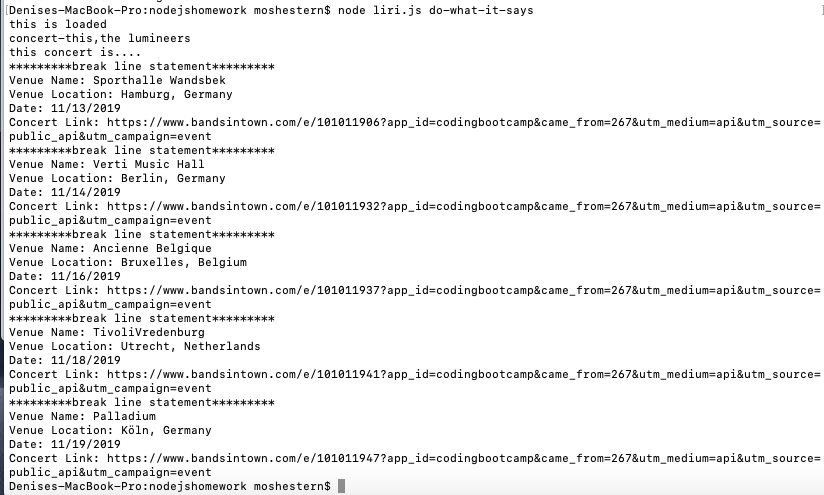 [Denises-MacBook-Pro:nodejshomework moshestern$ node liri.js do-what-it-says ]
this is loaded
concert-this,the lumineers
this concert is....
*********break line statement*********
Venue Name: Sporthalle Wandsbek
Venue Location: Hamburg, Germany
Date: 11/13/2019
Concert Link: https://www.bandsintown.com/e/101011906?app_id=codingbootcamp&came_from=267&utm_medium=api&utm_source=
public_api&utm_campaign=event
*********break line statement*********
Venue Name: Verti Music Hall
Venue Location: Berlin, Germany
Date: 11/14/2019
Concert Link: https://www.bandsintown.com/e/101011932?app_id=codingbootcamp&came_from=267&utm_medium=api&utm_source=
public_api&utm_campaign=event
*********break line statement*********
Venue Name: Ancienne Belgique
Venue Location: Bruxelles, Belgium
Date: 11/16/2019
Concert Link: https://www.bandsintown.com/e/101011937?app_id=codingbootcamp&came_from=267&utm_medium=api&utm_source=
public_api&utm_campaign=event
*********break line statement*********
Venue Name: TivoliVredenburg
Venue Location: Utrecht, Netherlands
Date: 11/18/2019
Concert Link: https://www.bandsintown.com/e/101011941?app_id=codingbootcamp&came_from=267&utm_medium=api&utm_source=
public_api&utm_campaign=event
*********break line statement*********
Venue Name: Palladium
Venue Location: Köln, Germany
Date: 11/19/2019
Concert Link: https://www.bandsintown.com/e/101011947?app_id=codingbootcamp&came_from=267&utm_medium=api&utm_source=
public_api&utm_campaign=event
Denises-MacBook-Pro:nodejshomework moshestern$